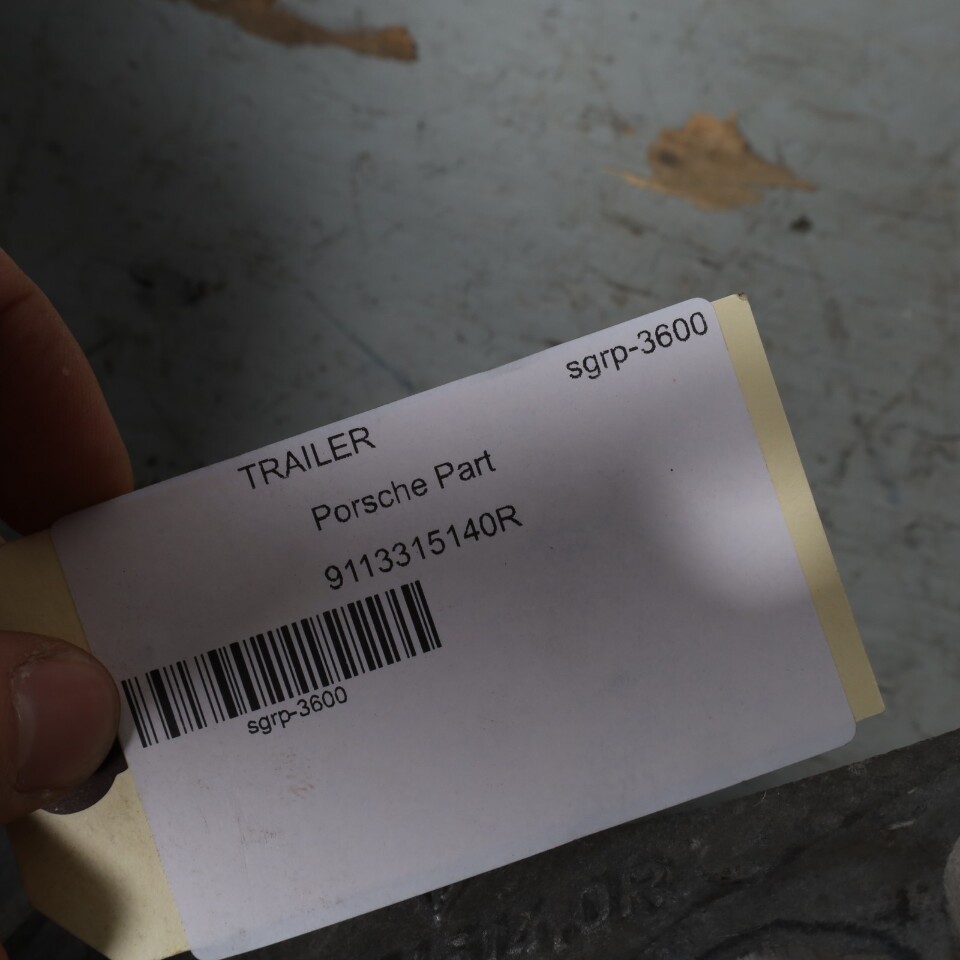 sgrp-3600
TRAILER
Porsche Part
9113315140R
sgrp-3600